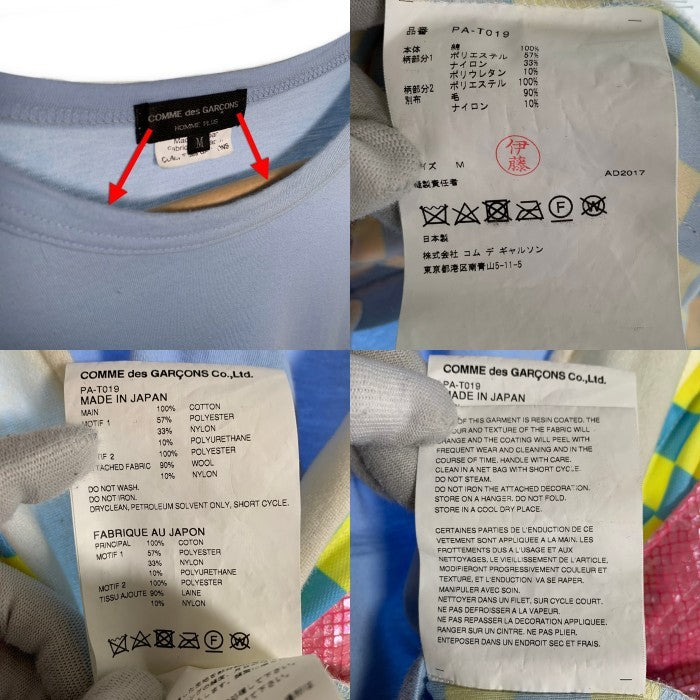 COMME des GARÇONS
HOMME PLUS
M
品番 PA-T019
本体 綿 100%
柄部分1 ポリエステル 57%
ナイロン 33%
ポリウレタン 10%
柄部分2 ポリエステル 100%
別布 毛 90%
ナイロン 10%
伊藤
イズ M
AD2017
縫製責任者
日本製
株式会社 コム デ ギャルソン
東京都港区南青山5-11-5
COMME des GARÇONS Co.,Ltd.
PA-T019
MADE IN JAPAN
MAIN 100% COTTON
MOTIF 1 57% POLYESTER
33% NYLON
10% POLYURETHANE
2 100% POLYESTER
FABRIC 90% WOOL
10% NYLON
DO NOT WASH.
DO NOT IRON.
DRYCLEAN, PETROLEUM SOLVENT ONLY, SHORT CYCLE.
FABRIQUE AU JAPON
PRINCIPAL 100% COTON
MOTIF 1 57% POLYESTER
33% NYLON
10% POLYURETHANE
MOTIF 2 100% POLYESTER
TISSU AJOUTE 90% LAINE
10% NYLON
COMME des GARÇONS Co.,Ltd.
PA-T019
MADE IN JAPAN
OF THIS GARMENT IS RESIN COATED. THE
AND TEXTURE OF THE FABRIC WILL
CHANGE AND THE COATING WILL PEEL WITH
FREQUENT WEAR AND CLEANING AND IN THE
COURSE OF TIME. HANDLE WITH CARE.
CLEAN IN A NET BAG WITH SHORT CYCLE.
DO NOT STEAM.
DO NOT IRON THE ATTACHED DECORATION.
STORE ON A HANGER. DO NOT FOLD.
STORE IN A COOL DRY PLACE.
CERTAINES PARTIES DE L'ENDUCTION DE CE
VETEMENT SONT APPLIQUEES A LA MAIN. LES
FROTTEMENTS DUS A L'USAGE ET AUX
NETTOYAGES, LE VIEILLISSEMENT DE L'ARTICLE,
MODIFIERONT PROGRESSIVEMENT COULEUR ET
TEXTURE, ET L'ENDUCTION VA SE RAPER.
MANIPULER AVEC SOIN.
NETTOYER DANS UN FILET, SUR CYCLE COURT.
NE PAS DEFROISSER A LA VAPEUR.
NE PAS REPASSER LA DECORATION ATTACHEE.
RANGER SUR UN CINTRE. NE PAS PLIER.
ENTEPOSER DANS UN ENDROIT SEC ET FRAIS.